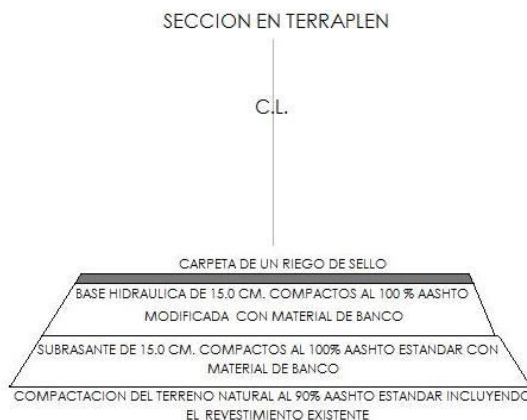 SECCION EN TERRAPLEN
C.L.
CARPETA DE UN RIEGO DE SELLO
BASE HIDRAULICA DE 15.0 CM. COMPACTOS AL 100 % AASHTO
MODIFICADA CON MATERIAL DE BANCO
SUBRASANTE DE 15.0 CM. COMPACTOS AL 100% AASHTO ESTANDAR CON
MATERIAL DE BANCO
COMPACTACION DEL TERRENO NATURAL AL 90% AASHTO ESTANDAR INCLUYENDO
EL REVESTIMIENTO EXISTENTE